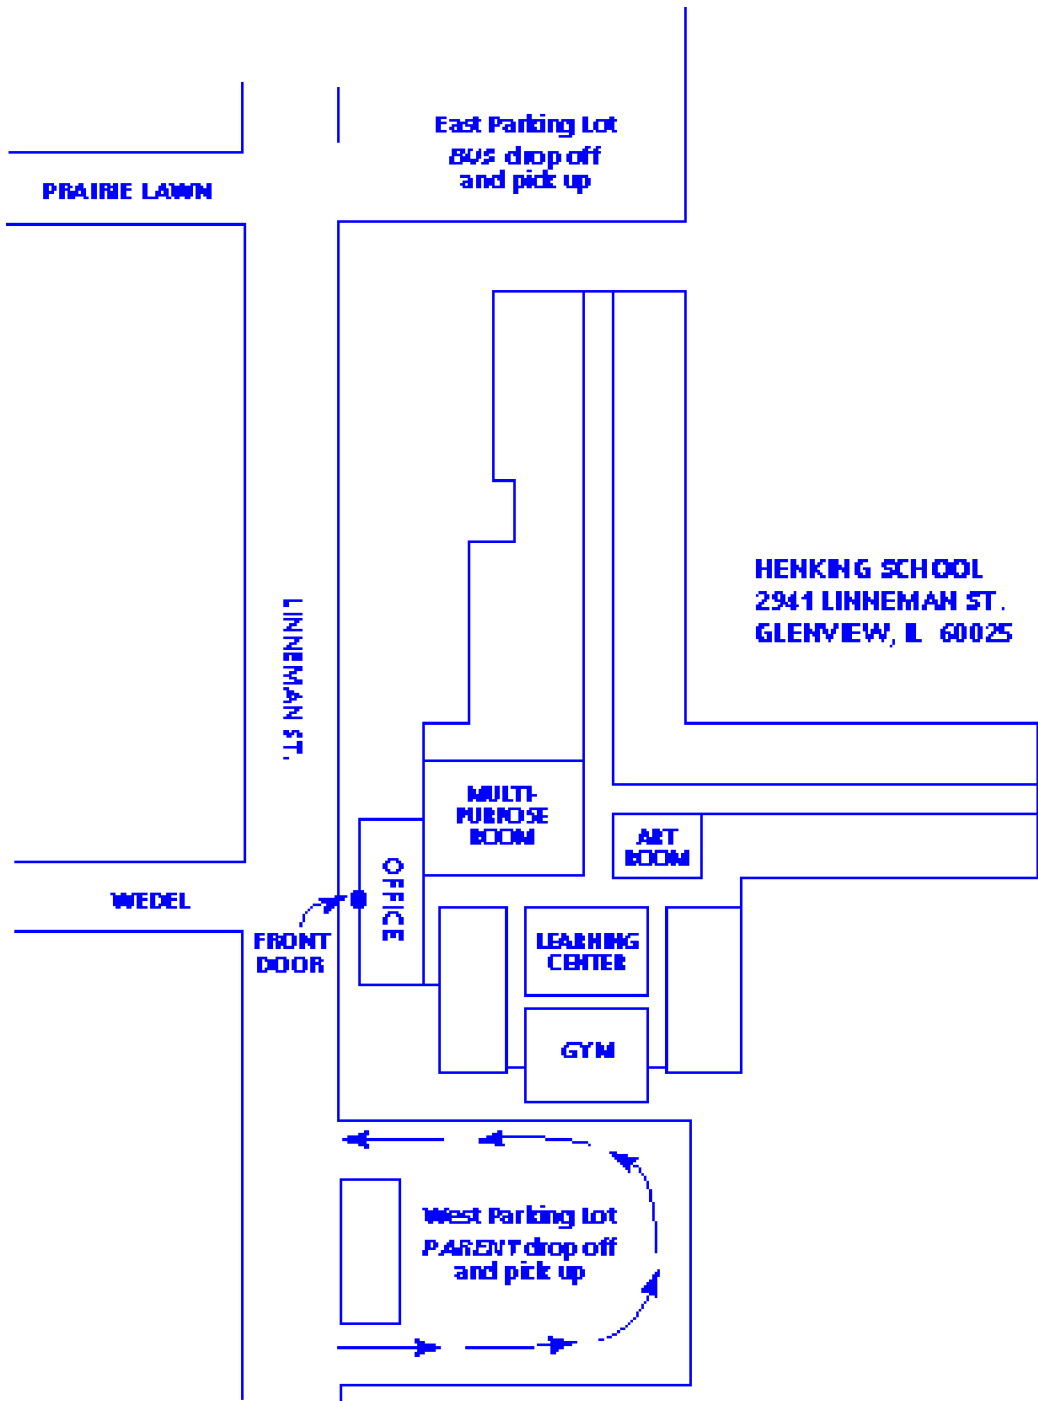 East Parking Lot
BUS drop off
and pick up
PRAIRIE LAWN
HENKING SCHOOL
2941 LINNEMAN ST.
GLENVIEW, IL 60025
LINNEMAN ST.
MULTI-
PURPOSE
ROOM
ART
ROOM
OFFICE
WEDEL
FRONT
DOOR
LEARNING
CENTER
GYM
West Parking Lot
PARENT drop off
and pick up